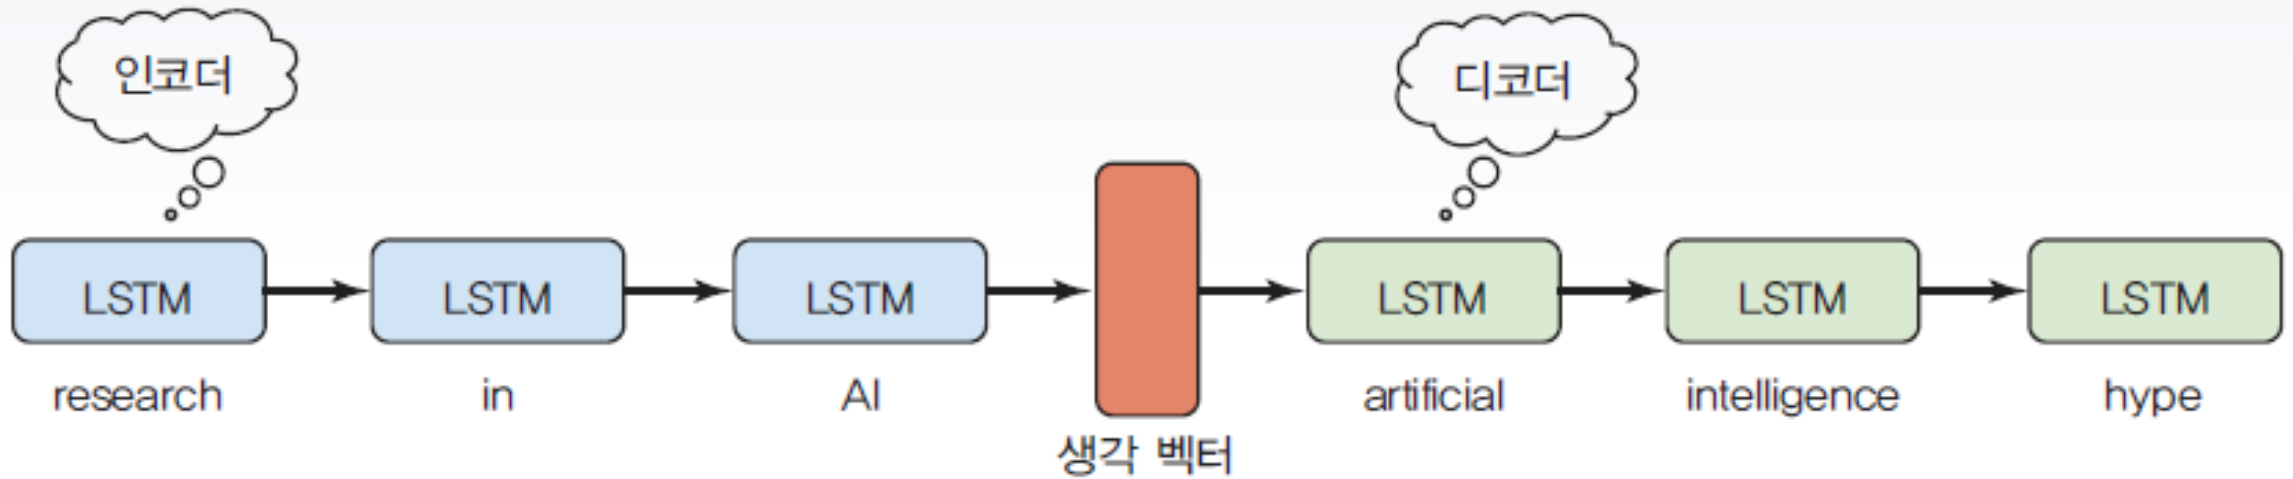 인코더
디코더
LSTM LSTM LSTM LSTM LSTM LSTM
research in AI artificial intelligence hype
생각 벡터